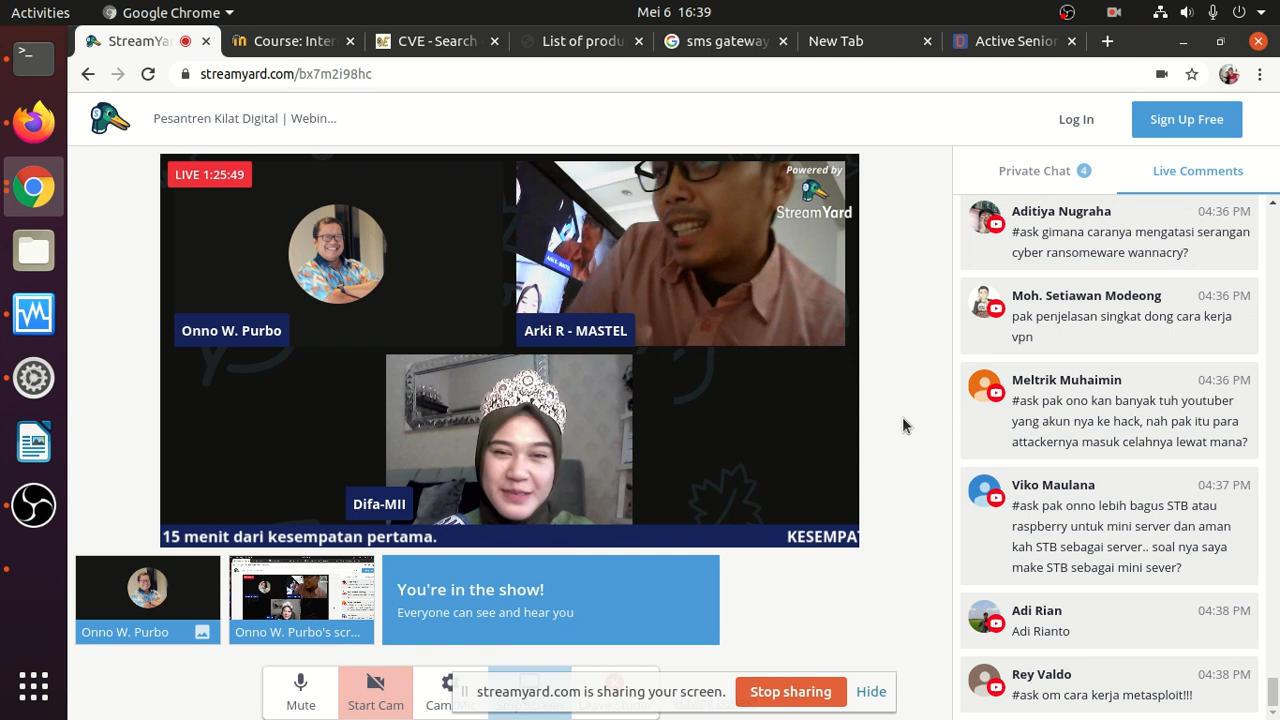 Activities
Google Chrome
Mei 6 16:39
StreamYar
Course: Inter
CVE - Search
List of produ
sms gateway
New Tab
Active Senior
streamyard.com/bx7m2i98hc
Pesantren Kilat Digital | Webin...
Log In
Sign Up Free
LIVE 1:25:49
Powered by
StreamYard
Onno W. Purbo
Arki R - MASTEL
Difa-MII
15 menit dari kesempatan pertama.
KESEMPAT
Onno W. Purbo
Onno W. Purbo's scr...
You're in the show!
Everyone can see and hear you
Mute
Start Cam
streamyard.com is sharing your screen.
Stop sharing
Hide
Private Chat 4
Live Comments
Aditiya Nugraha 04:36 PM
#ask gimana caranya mengatasi serangan
cyber ransomeware wannacry?
Moh. Setiawan Modeong 04:36 PM
pak penjelasan singkat dong cara kerja
vpn
Meltrik Muhaimin 04:36 PM
#ask pak ono kan banyak tuh youtuber
yang akun nya ke hack, nah pak itu para
attackernya masuk celahnya lewat mana?
Viko Maulana 04:37 PM
#ask pak onno lebih bagus STB atau
raspberry untuk mini server dan aman
kah STB sebagai server.. soal nya saya
make STB sebagai mini sever?
Adi Rian 04:38 PM
Adi Rianto
Rey Valdo 04:38 PM
#ask om cara kerja metasploit!!!